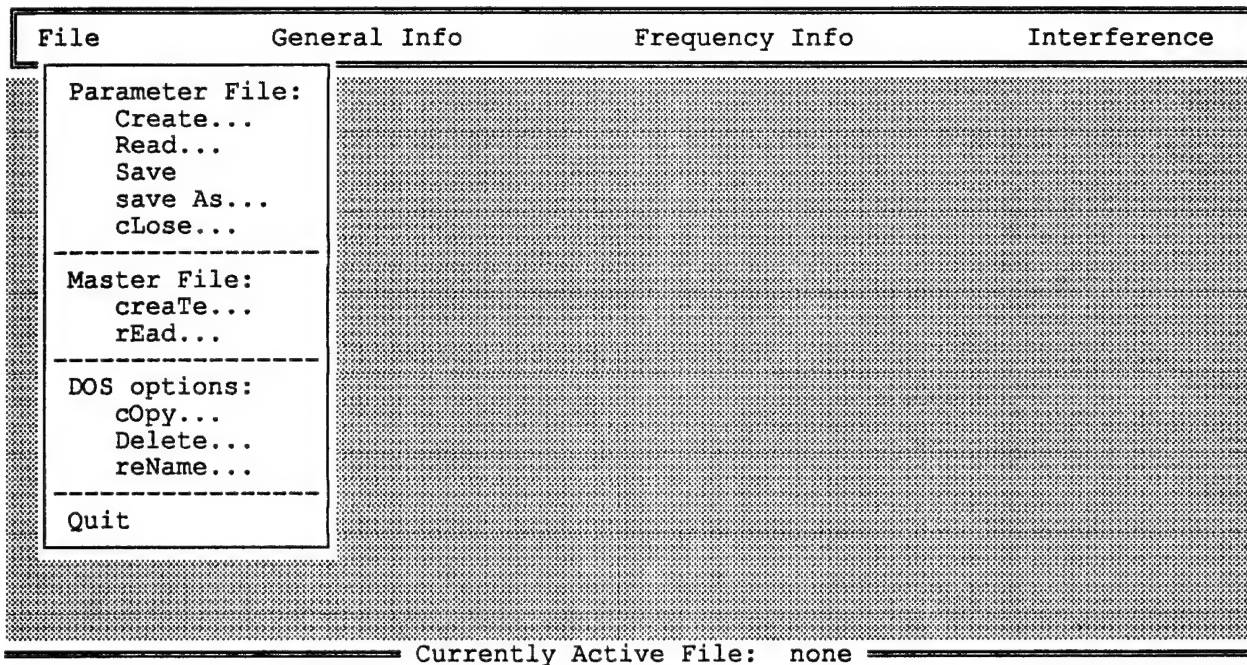 File General Info Frequency Info Interference
Parameter File:
Create...
Read...
Save
save As...
cLose...
Master File:
creaTe...
rEad...
DOS options:
cOpy...
Delete...
reName...
Quit
Currently Active File: none